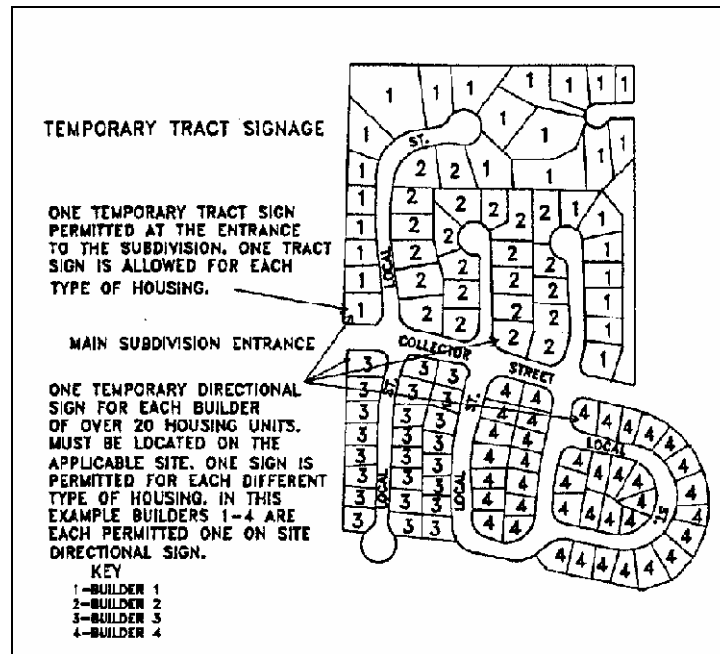 TEMPORARY TRACT SIGNAGE
ONE TEMPORARY TRACT SIGN
PERMITTED AT THE ENTRANCE
TO THE SUBDIVISION. ONE TRACT
SIGN IS ALLOWED FOR EACH
TYPE OF HOUSING.
MAIN SUBDIVISION ENTRANCE
ONE TEMPORARY DIRECTIONAL
SIGN FOR EACH BUILDER
OF OVER 20 HOUSING UNITS.
MUST BE LOCATED ON THE
APPLICABLE SITE. ONE SIGN IS
PERMITTED FOR EACH DIFFERENT
TYPE OF HOUSING. IN THIS
EXAMPLE BUILDERS 1-4 ARE
EACH PERMITTED ONE ON SITE
DIRECTIONAL SIGN.
KEY
1-BUILDER 1
2-BUILDER 2
3-BUILDER 3
4-BUILDER 4
LOCAL ST.
COLLECTOR STREET
LOCAL ST.
LOCAL ST.
LOCAL ST.